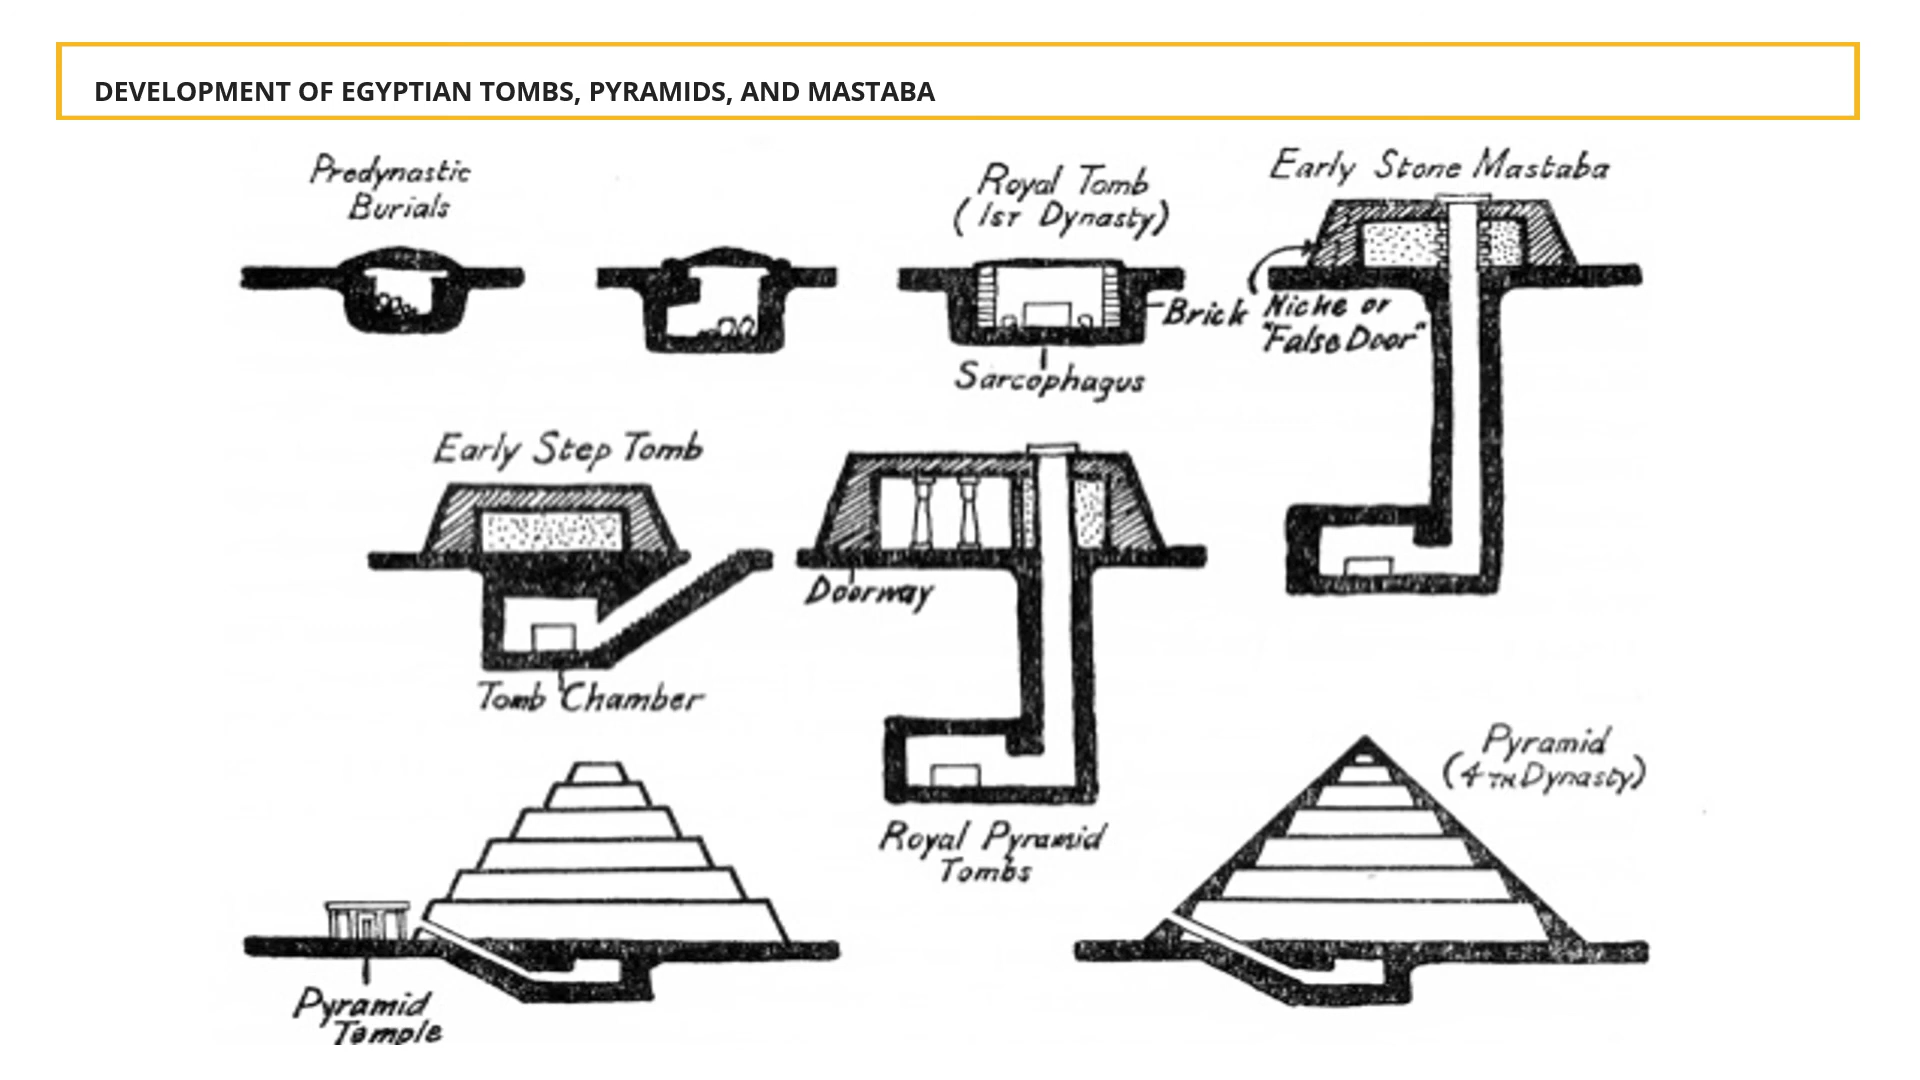 DEVELOPMENT OF EGYPTIAN TOMBS, PYRAMIDS, AND MASTABA
Predynastic
Burials
Royal Tomb
(1ST Dynasty)
Brick
Sarcophagus
Early Stone Mastaba
Niche or
"False Door"
Early Step Tomb
Tomb Chamber
Doorway
Royal Pyramid
Tombs
Pyramid
(4TH Dynasty)
Pyramid
Temple